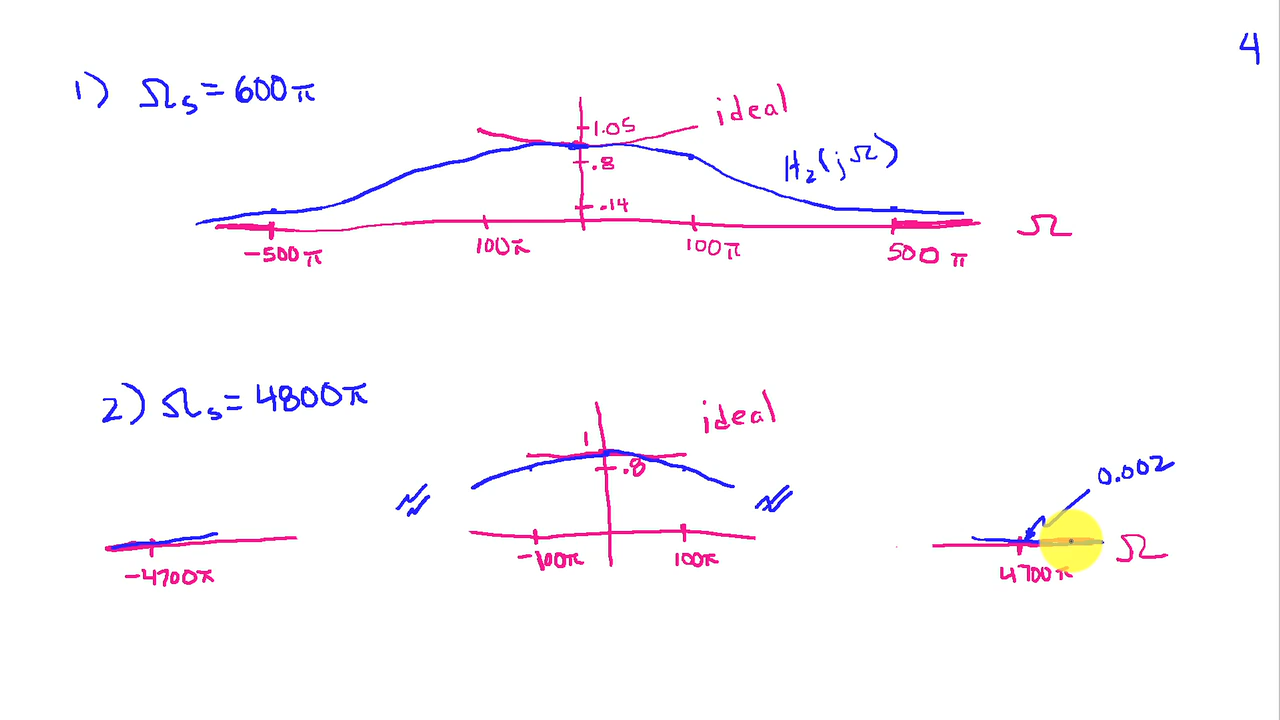 4
1) Ωs = 600π
ideal
1.05
.8
H₂(jΩ)
.14
-500π
100π
100π
500π
Ω
2) Ωs = 4800π
ideal
1
.8
0.002
-4700π
-100π
100π
4700π
Ω